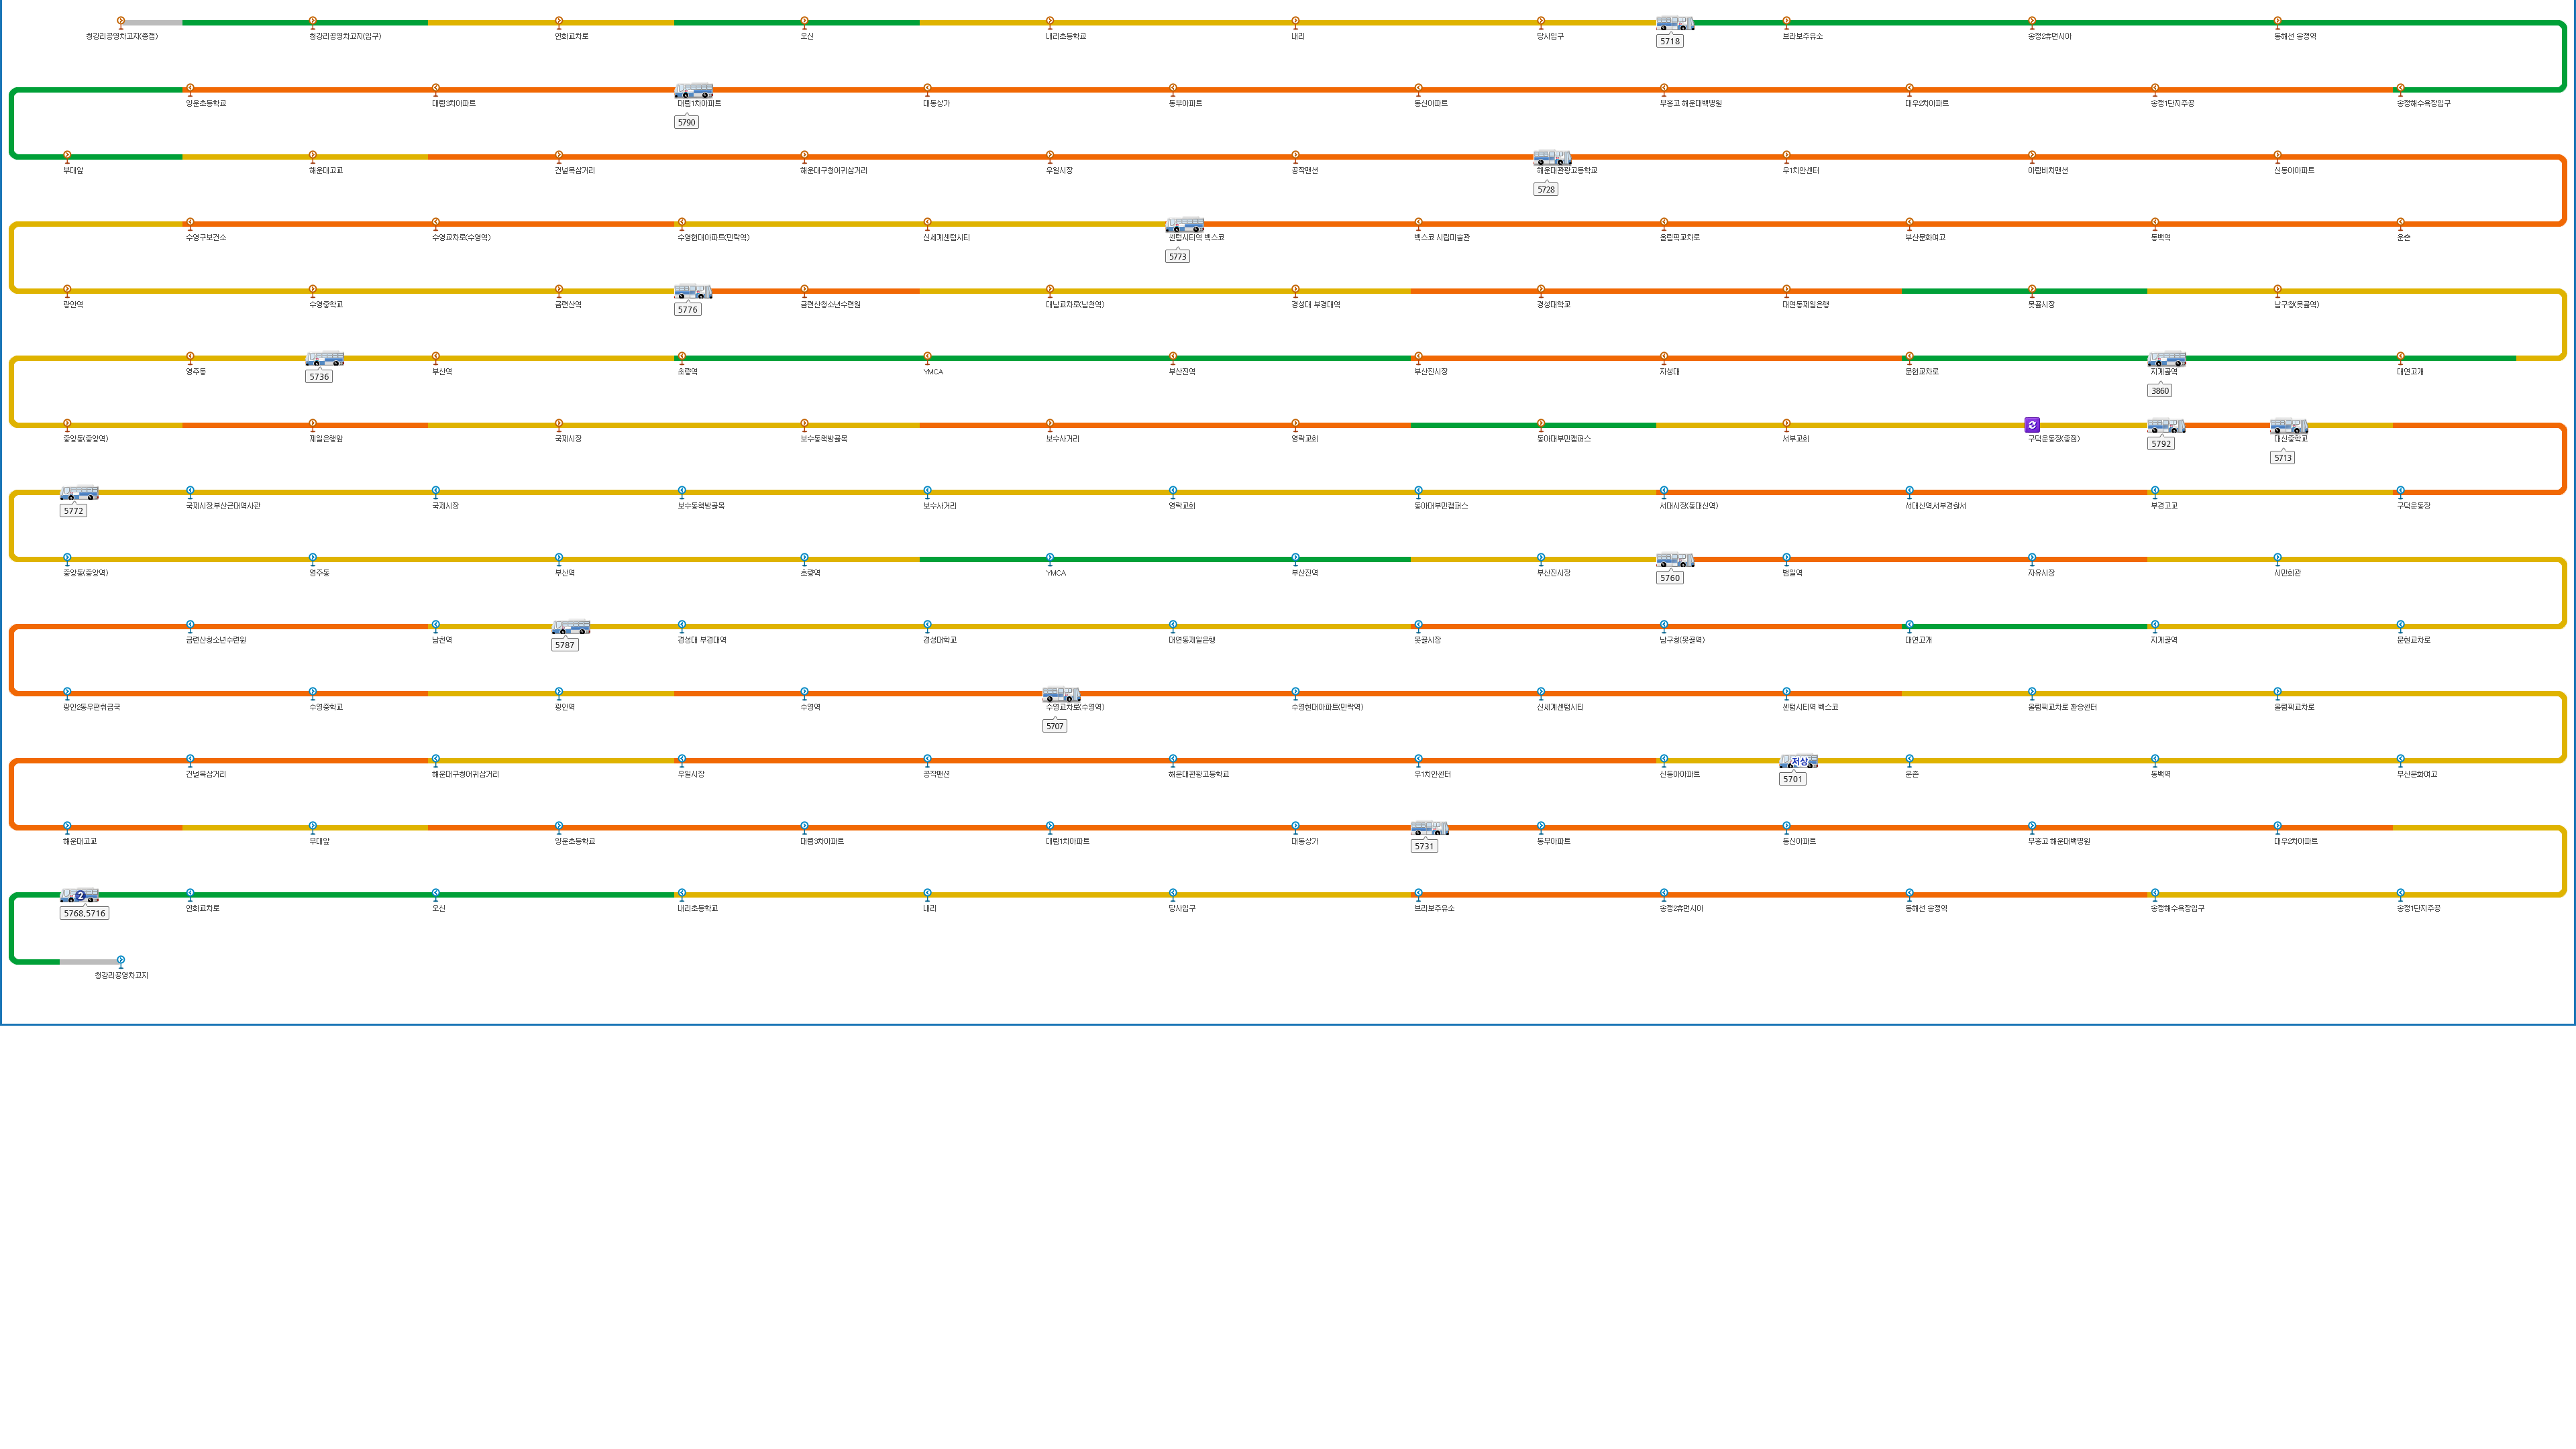 청강리공영차고지(종점) 청강리공영차고지(입구) 연화교차로 오신 내리초등학교 내리 당사입구 5718 브라보주유소 송정2휴먼시아 동해선 송정역
양운초등학교 대림3차아파트 대림1차아파트 대동상가 동부아파트 동신아파트 부흥고 해운대백병원 대우2차아파트 송정1단지주공 송정해수욕장입구
5790
부대앞 해운대고교 건널목삼거리 해운대구청어귀삼거리 우일시장 공작맨션 해운대관광고등학교 우1치안센터 아람비치맨션 신동아아파트
5728
수영구보건소 수영교차로(수영역) 수영현대아파트(민락역) 신세계센텀시티 센텀시티역 벡스코 벡스코 시립미술관 올림픽교차로 부산문화여고 동백역 운촌
5773
광안역 수영중학교 금련산역 5776 금련산청소년수련원 대남교차로(남천역) 경성대 부경대역 경성대학교 대연동제일은행 못골시장 남구청(못골역)
영주동 5736 부산역 초량역 YMCA 부산진역 부산진시장 자성대 문현교차로 지게골역 대연고개
3860
중앙동(중앙역) 제일은행앞 국제시장 보수동책방골목 보수사거리 영락교회 동아대부민캠퍼스 서부교회 구덕운동장(종점) 5792 대신중학교
5713
5772 국제시장,부산근대역사관 국제시장 보수동책방골목 보수사거리 영락교회 동아대부민캠퍼스 서대시장(동대신역) 서대신역,서부경찰서 부경고교 구덕운동장
중앙동(중앙역) 영주동 부산역 초량역 YMCA 부산진역 부산진시장 5760 범일역 자유시장 시민회관
금련산청소년수련원 남천역 5787 경성대 부경대역 경성대학교 대연동제일은행 못골시장 남구청(못골역) 대연고개 지게골역 문현교차로
광안2동우편취급국 수영중학교 광안역 수영역 수영교차로(수영역) 수영현대아파트(민락역) 신세계센텀시티 센텀시티역 벡스코 올림픽교차로 환승센터 올림픽교차로
5707
저상
건널목삼거리 해운대구청어귀삼거리 우일시장 공작맨션 해운대관광고등학교 우1치안센터 신동아아파트 5701 운촌 동백역 부산문화여고
해운대고교 부대앞 양운초등학교 대림3차아파트 대림1차아파트 대동상가 5731 동부아파트 동신아파트 부흥고 해운대백병원 대우2차아파트
2
5768,5716 연화교차로 오신 내리초등학교 내리 당사입구 브라보주유소 송정2휴먼시아 동해선 송정역 송정해수욕장입구 송정1단지주공
청강리공영차고지